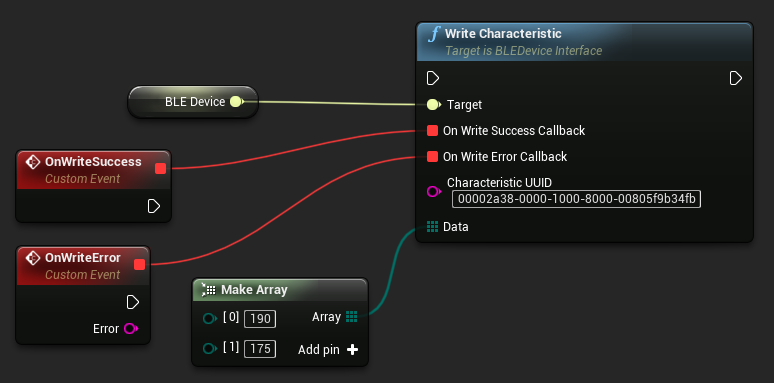 Write Characteristic
Target is BLEDevice Interface
BLE Device
Target
On Write Success Callback
On Write Error Callback
Characteristic UUID
00002a38-0000-1000-8000-00805f9b34fb
Data
OnWriteSuccess
Custom Event
OnWriteError
Custom Event
Error
Make Array
[0] 190
Array
[1] 175
Add pin +